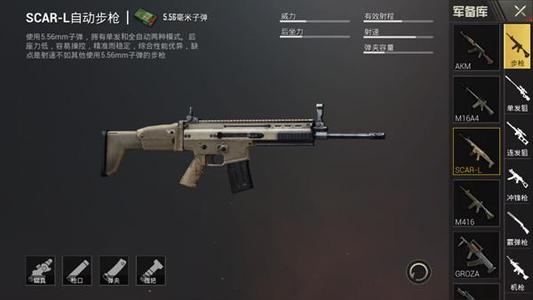 SCAR-L自动步枪
5.56毫米子弹
使用5.56mm子弹，拥有单发和全自动两种模式。后
座力低，容易操控，精准而稳定，综合性能优异，缺
点是射速不如其他使用5.56mm子弹的步枪
威力
有效射程
后坐力
射速
弹夹容量
军备库
AKM
步枪
M16A4
单发狙
连发狙
SCAR-L
冲锋枪
M416
霰弹枪
GROZA
机枪
瞄具
枪口
弹夹
握把